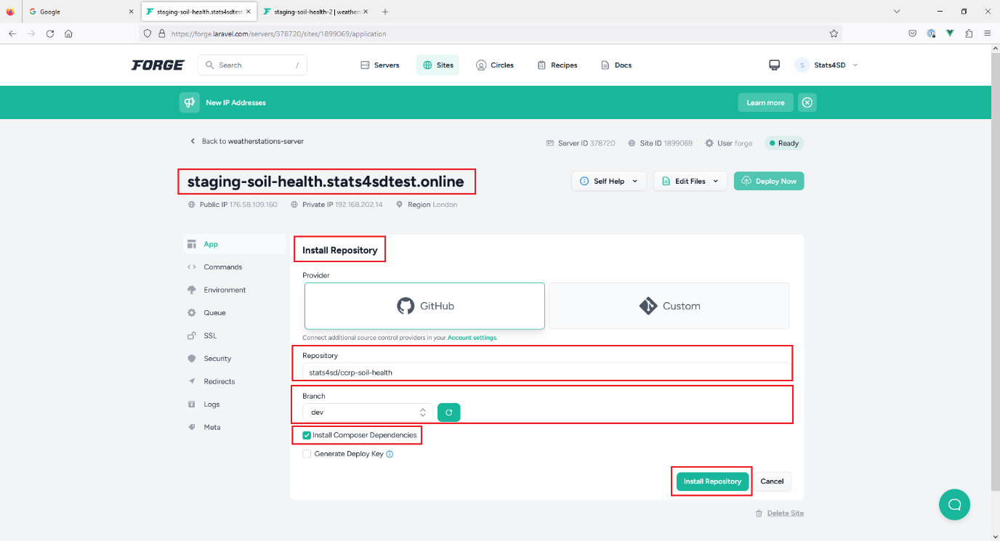 Google
staging-soil-health.stats4sdtest
staging-soil-health-2 | weathers
https://forge.laravel.com/servers/378720/sites/1899069/application
FORGE
Search /
Servers
Sites
Circles
Recipes
Docs
S Stats4SD
New IP Addresses
Learn more
Back to weatherstations-server
Server ID 378720
Site ID 1899069
User forge
Ready
staging-soil-health.stats4sdtest.online
Self Help
Edit Files
Deploy Now
Public IP 176.58.109.160
Private IP 192.168.202.14
Region London
App
Commands
Environment
Queue
SSL
Security
Redirects
Logs
Meta
Install Repository
Provider
GitHub
Custom
Connect additional source control providers in your Account settings.
Repository
stats4sd/ccrp-soil-health
Branch
dev
Install Composer Dependencies
Generate Deploy Key
Install Repository
Cancel
Delete Site